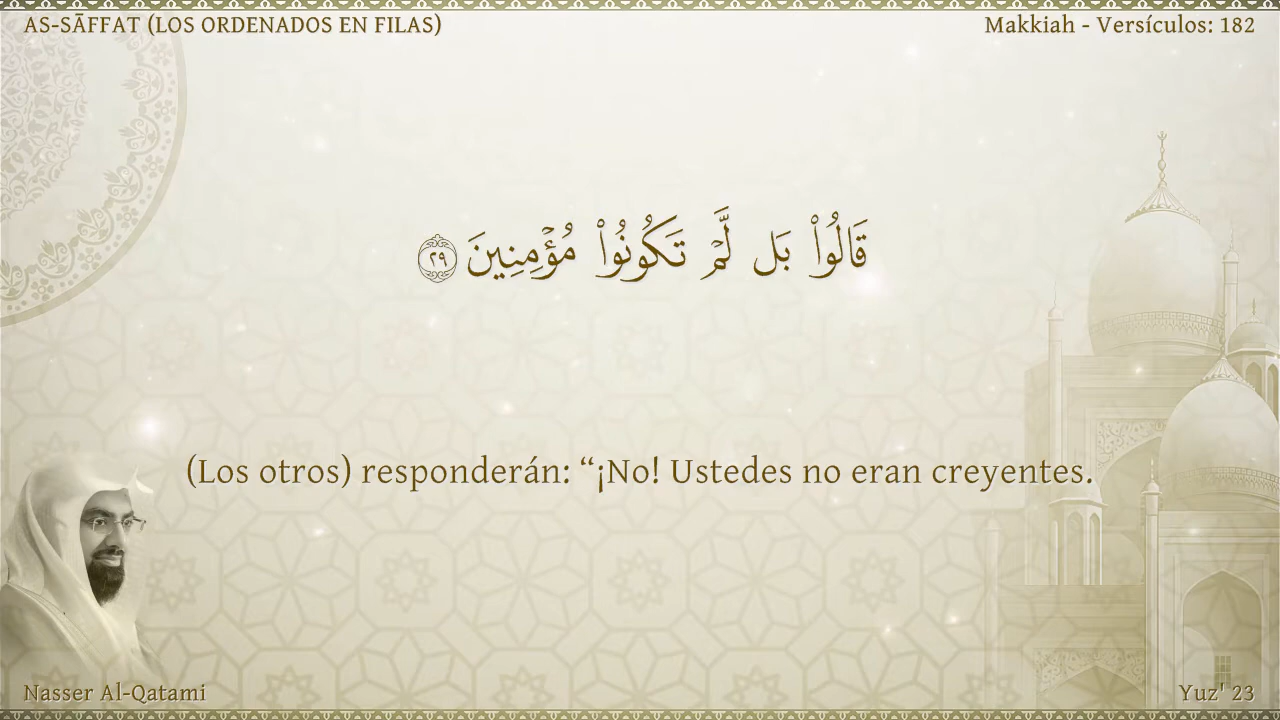 AS-SĀFFAT (LOS ORDENADOS EN FILAS)
Makkiah - Versículos: 182
قَالُوا۟ بَل لَّمْ تَكُونُوا۟ مُؤْمِنِينَ ٢٩
(Los otros) responderán: “¡No! Ustedes no eran creyentes.
Nasser Al-Qatami
Yuz' 23